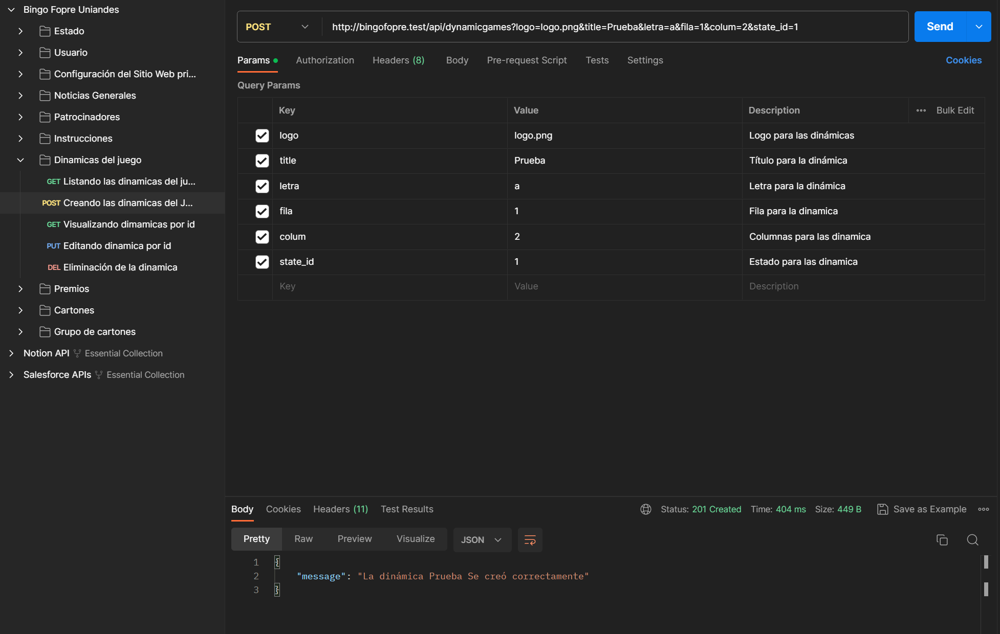 Bingo Fopre Uniandes
Estado
Usuario
Configuración del Sitio Web pri...
Noticias Generales
Patrocinadores
Instrucciones
Dinamicas del juego
GET Listando las dinamicas del ju...
POST Creando las dinamicas del J...
GET Visualizando dimamicas por id
PUT Editando dinamica por id
DEL Eliminación de la dinamica
Premios
Cartones
Grupo de cartones
Notion API Essential Collection
Salesforce APIs Essential Collection
POST http://bingofopre.test/api/dynamicgames?logo=logo.png&title=Prueba&letra=a&fila=1&colum=2&state_id=1 Send
Params Authorization Headers (8) Body Pre-request Script Tests Settings Cookies
Query Params
Key Value Description Bulk Edit
logo logo.png Logo para las dinámicas
title Prueba Título para la dinámica
letra a Letra para la dinámica
fila 1 Fila para la dinamica
colum 2 Columnas para las dinamica
state_id 1 Estado para las dinamica
Key Value Description
Body Cookies Headers (11) Test Results Status: 201 Created Time: 404 ms Size: 449 B Save as Example
Pretty Raw Preview Visualize JSON
1 {
2 "message": "La dinámica Prueba Se creó correctamente"
3 }